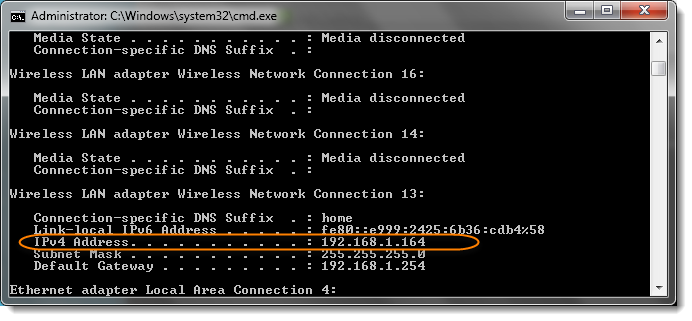 Administrator: C:\Windows\system32\cmd.exe
Media State . . . . . . . . . . . : Media disconnected
Connection-specific DNS Suffix  . :
Wireless LAN adapter Wireless Network Connection 16:
Media State . . . . . . . . . . . : Media disconnected
Connection-specific DNS Suffix  . :
Wireless LAN adapter Wireless Network Connection 14:
Media State . . . . . . . . . . . : Media disconnected
Connection-specific DNS Suffix  . :
Wireless LAN adapter Wireless Network Connection 13:
Connection-specific DNS Suffix  . : home
Link-local IPv6 Address . . . . . : fe80::e999:2425:6b36:cdb4%58
IPv4 Address. . . . . . . . . . . : 192.168.1.164
Subnet Mask . . . . . . . . . . . : 255.255.255.0
Default Gateway . . . . . . . . . : 192.168.1.254
Ethernet adapter Local Area Connection 4: